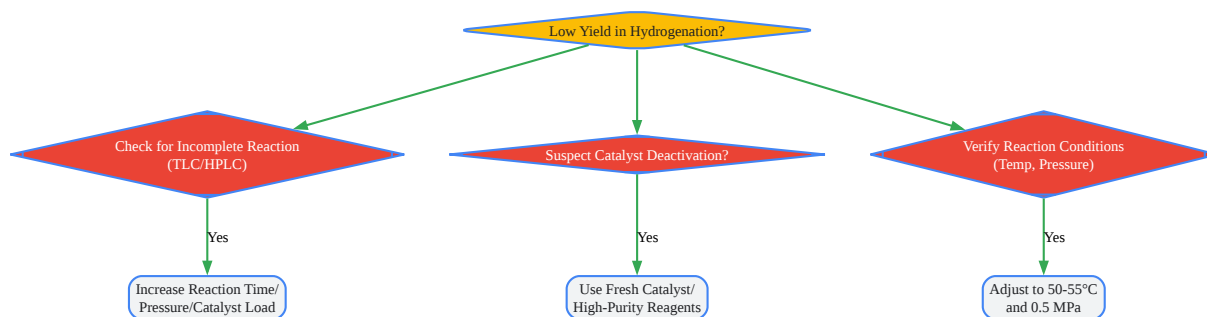 Low Yield in Hydrogenation?
Check for Incomplete Reaction
(TLC/HPLC)
Suspect Catalyst Deactivation?
Verify Reaction Conditions
(Temp, Pressure)
Yes
Yes
Yes
Increase Reaction Time/
Pressure/Catalyst Load
Use Fresh Catalyst/
High-Purity Reagents
Adjust to 50-55°C
and 0.5 MPa